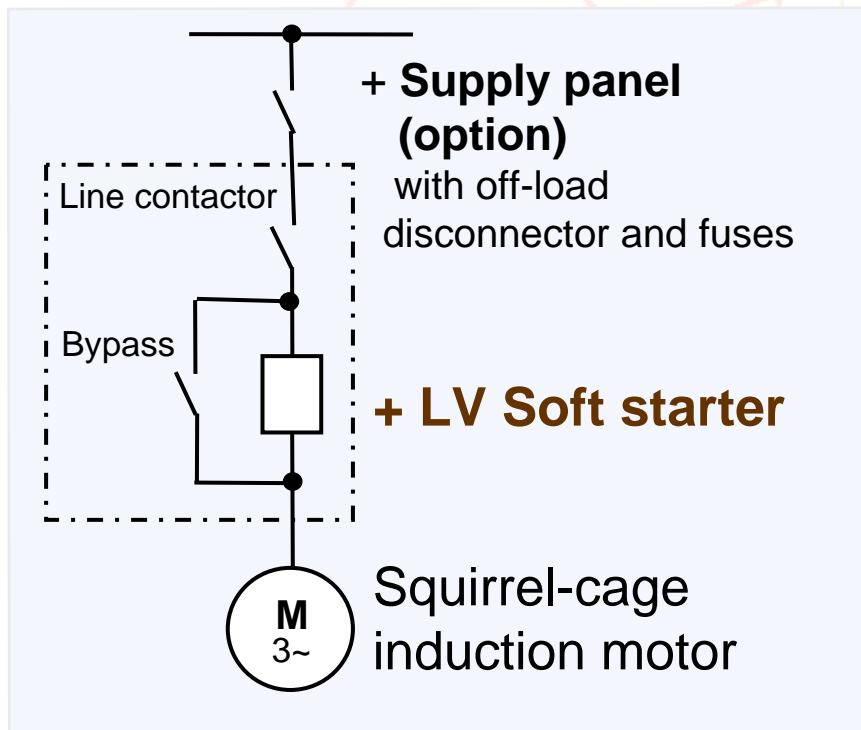 + Supply panel
(option)
with off-load
disconnector and fuses
Line contactor
Bypass
+ LV Soft starter
M
3~
Squirrel-cage
induction motor